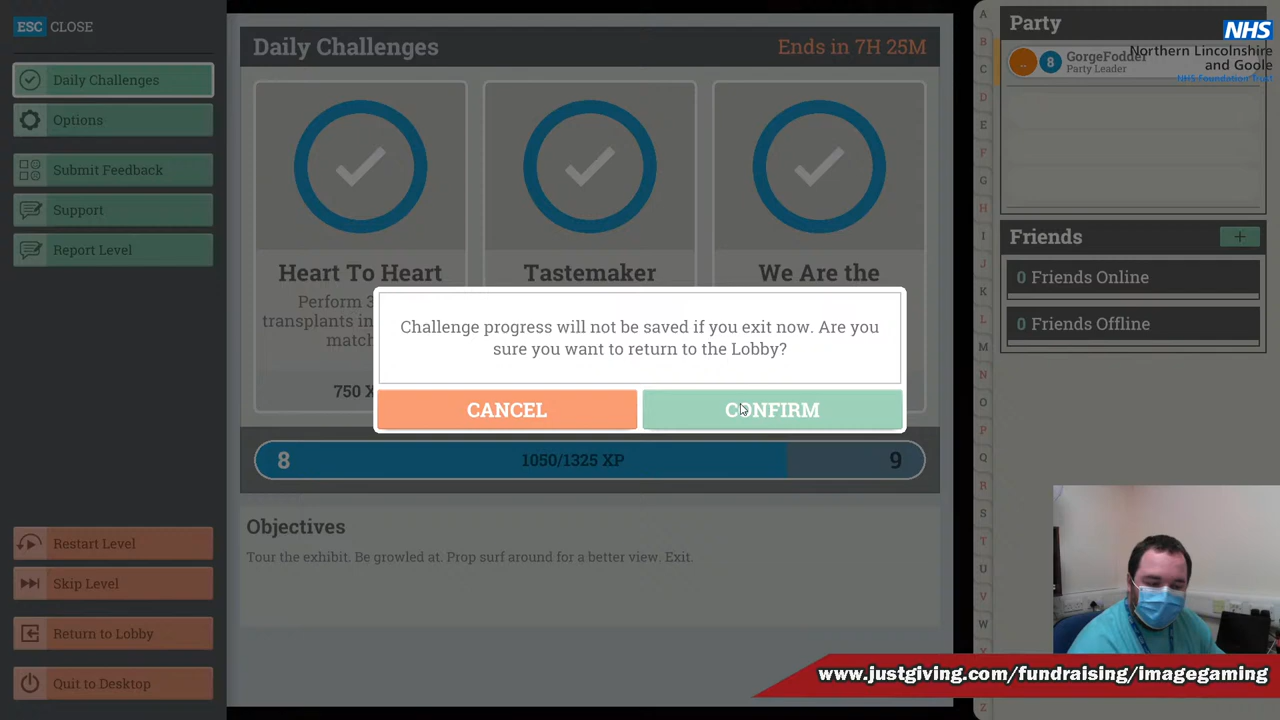 ESC CLOSE
Daily Challenges
Options
Submit Feedback
Support
Report Level
Restart Level
Skip Level
Return to Lobby
Quit to Desktop
Daily Challenges
Ends in 7H 25M
Heart To Heart
Perform 3
transplants in
match
750 X
Tastemaker
We Are the
Challenge progress will not be saved if you exit now. Are you
sure you want to return to the Lobby?
CANCEL
CONFIRM
8
1050/1325 XP
9
Objectives
Tour the exhibit. Be growled at. Prop surf around for a better view. Exit.
A
B
C
D
E
F
G
H
I
J
K
L
M
N
O
P
Q
R
S
T
U
V
W
Z
Party
8
GorgeFodder
Party Leader
NHS
Northern Lincolnshire
and Goole
NHS Foundation Trust
Friends
+
0 Friends Online
0 Friends Offline
www.justgiving.com/fundraising/imagegaming